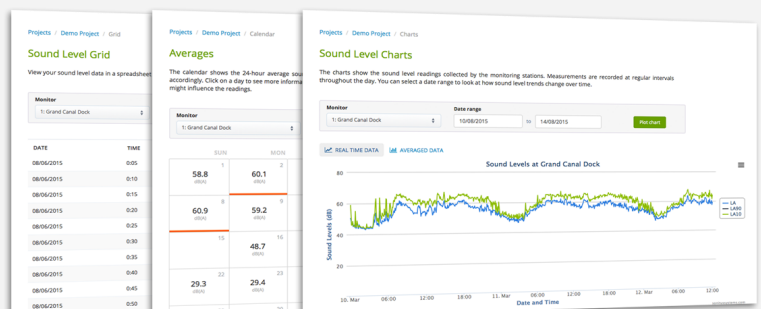 Projects / Demo Project / Grid
Sound Level Grid
View your sound level data in a spreadsheet
Monitor
1: Grand Canal Dock
DATE TIME
08/06/2015 0:05
08/06/2015 0:10
08/06/2015 0:15
08/06/2015 0:20
08/06/2015 0:25
08/06/2015 0:30
08/06/2015 0:35
08/06/2015 0:40
08/06/2015 0:45
08/06/2015 0:50
Projects / Demo Project / Calendar
Averages
The calendar shows the 24-hour average sou
accordingly. Click on a day to see more informa
might influence the readings.
Monitor
1: Grand Canal Dock
SUN MON
1 2
58.8 60.1
dB(A) dB(A)
8 9
60.9 59.2
dB(A) dB(A)
15 16
48.7
dB(A)
22 23
29.3 29.4
dB(A) dB(A)
Projects / Demo Project / Charts
Sound Level Charts
The charts show the sound level readings collected by the monitoring stations. Measurements are recorded at regular intervals
throughout the day. You can select a date range to look at how sound level trends change over time.
Monitor Date range
1: Grand Canal Dock 10/08/2015 to 14/08/2015 Plot chart
REAL TIME DATA AVERAGED DATA
Sound Levels at Grand Canal Dock
Sound Levels (dB)
80
60
40
20
LA
LA90
LA10
10. Mar 06:00 12:00 18:00 11. Mar 06:00 12:00 18:00 12. Mar 06:00 12:00
Date and Time